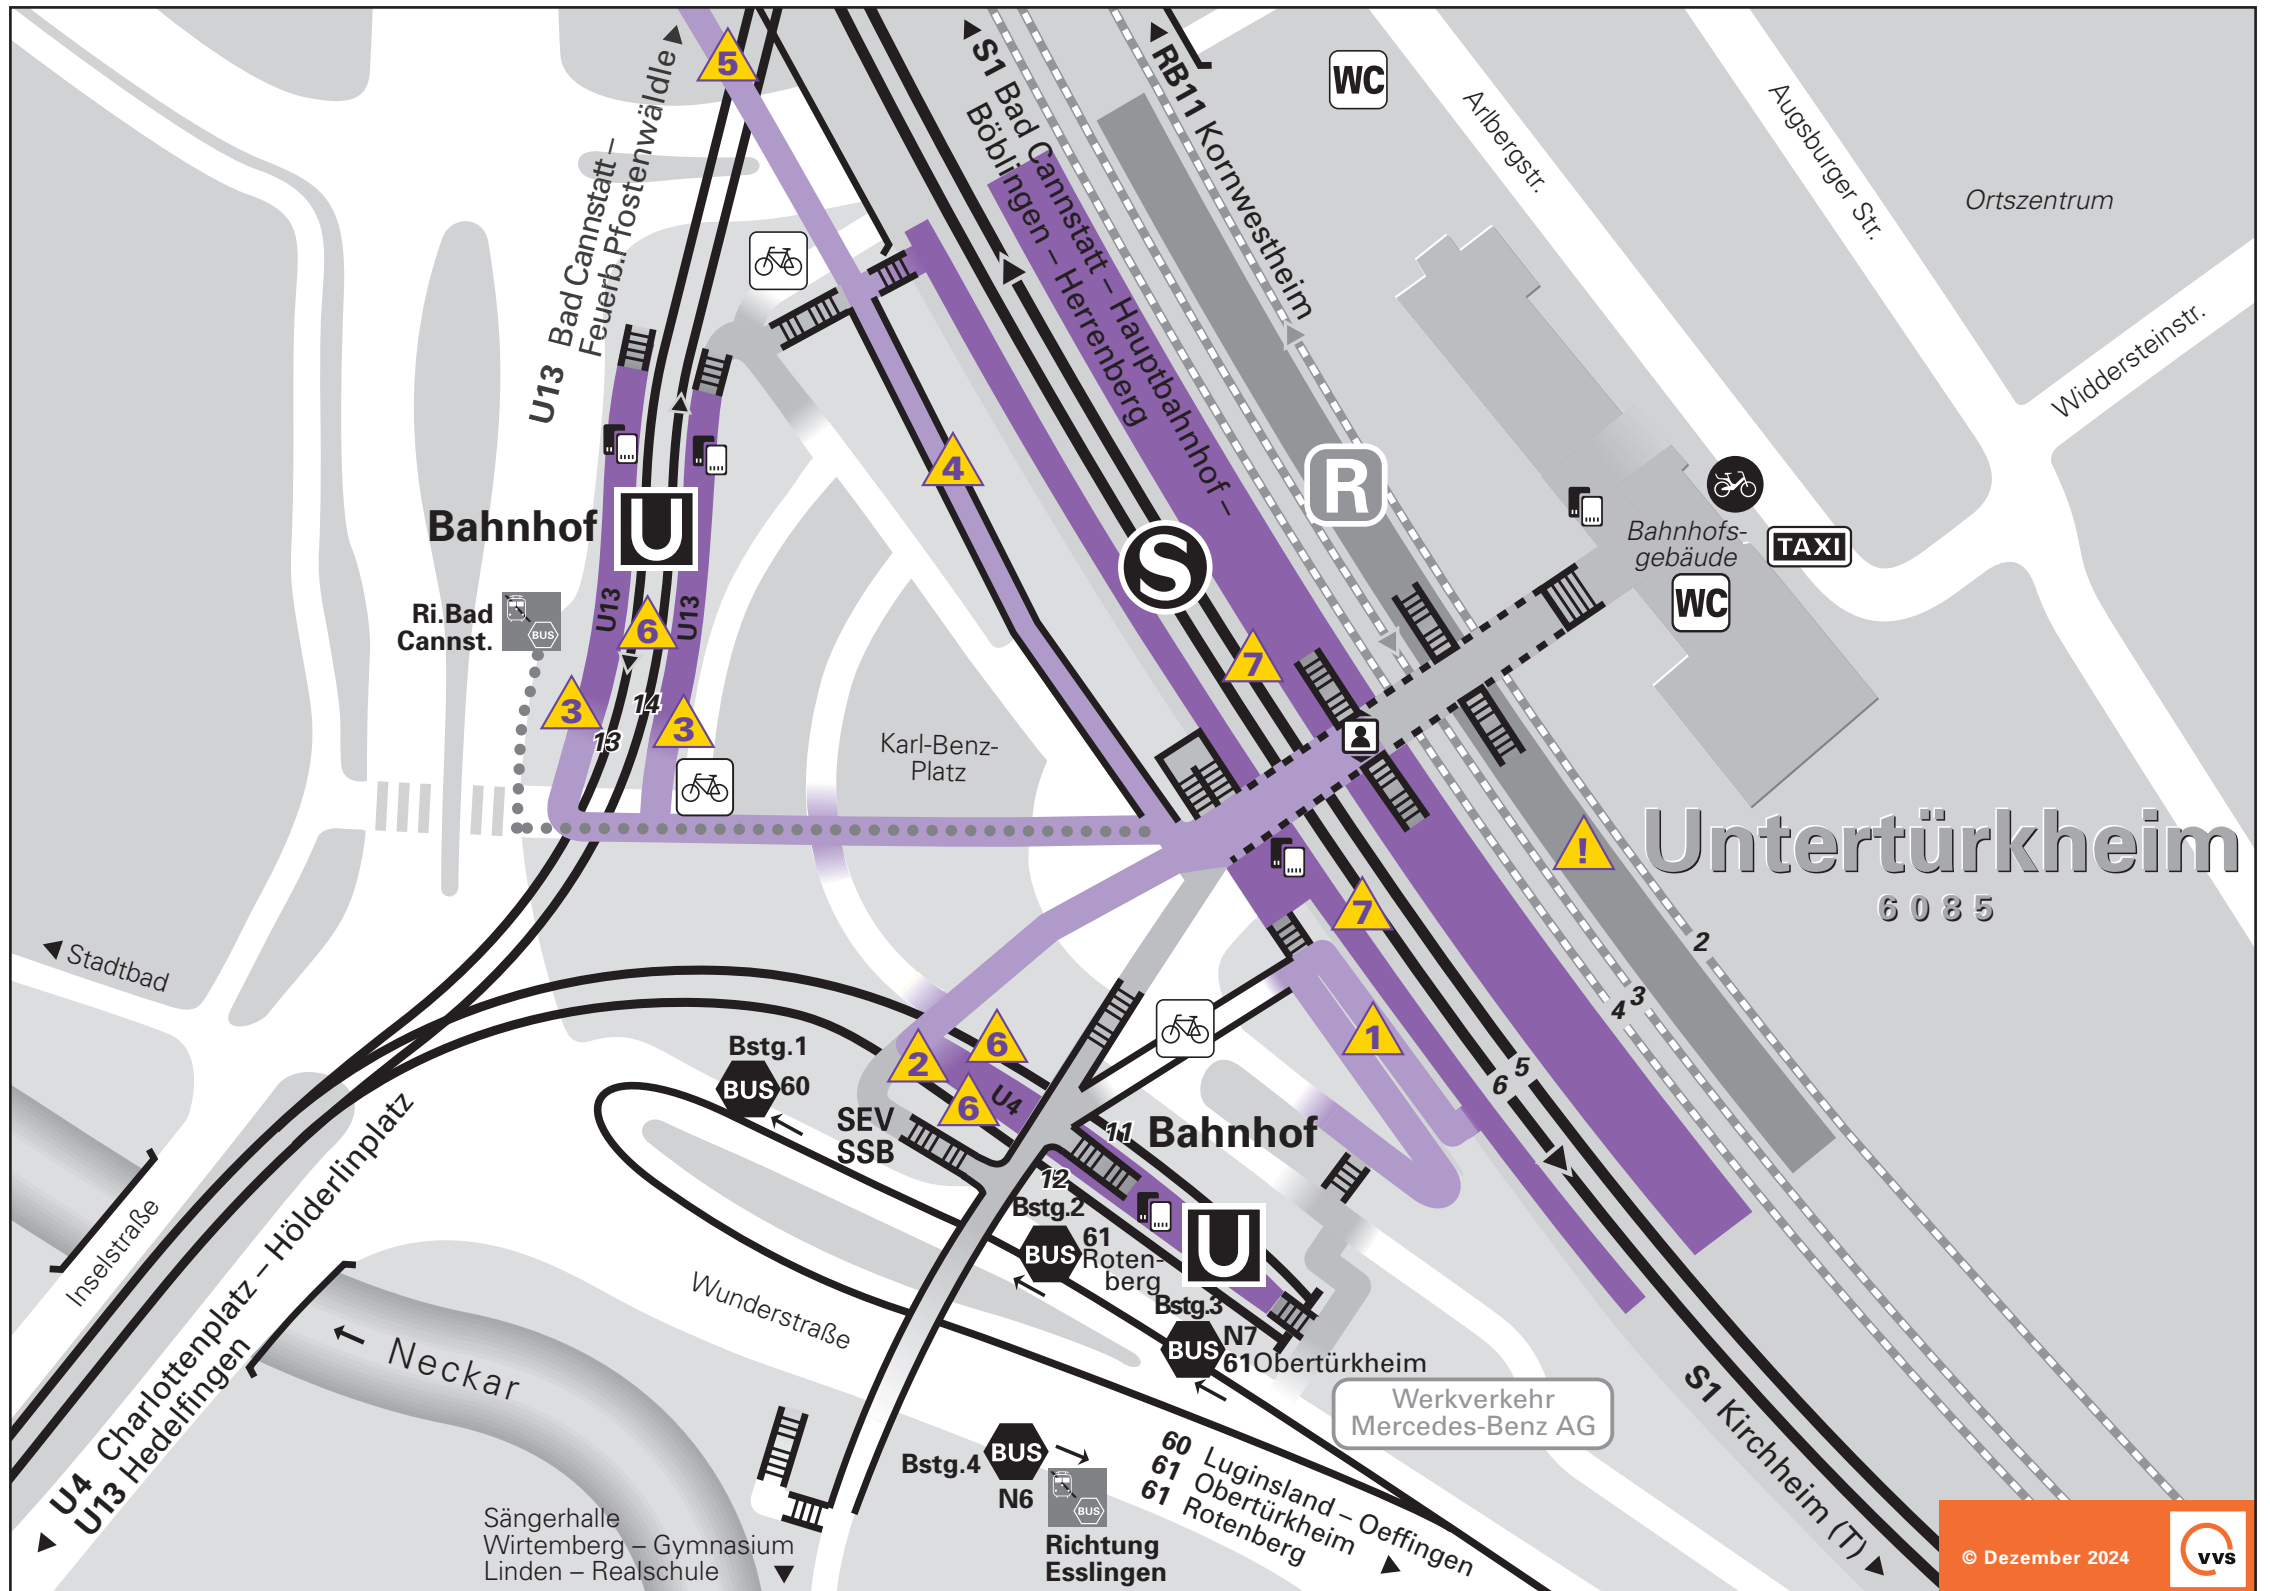 5
S1 Bad Cannstatt – Hauptbahnhof –
Böblingen – Herrenberg
RB11 Kornwestheim
WC
Arlbergstr.
Augsburger Str.
Ortszentrum
Widdersteinstr.
U13 Bad Cannstatt –
Feuerb.Pfostenwäldle
4
R
S
Bahnhof
U
Bahnhofs-
gebäude
TAXI
WC
Ri.Bad
Cannst.
BUS
U13
U13
6
7
3
3
14
13
Karl-Benz-
Platz
Untertürkheim
6085
!
7
2
3
4
Stadtbad
1
5
6
2
6
6
U4
Bstg.1
BUS
60
SEV
SSB
11
Bahnhof
12
U
Bstg.2
BUS
61
Roten-
berg
Bstg.3
BUS
N7
61 Obertürkheim
Inselstraße
Wunderstraße
Neckar
U4 Charlottenplatz – Hölderlinplatz
U13 Hedelfingen
Werkverkehr
Mercedes-Benz AG
S1 Kirchheim (T)
Bstg.4
BUS
N6
BUS
Richtung
Esslingen
60 Luginsland – Oeffingen
61 Obertürkheim
61 Rotenberg
Sängerhalle
Wirtemberg – Gymnasium
Linden – Realschule
© Dezember 2024
vvs